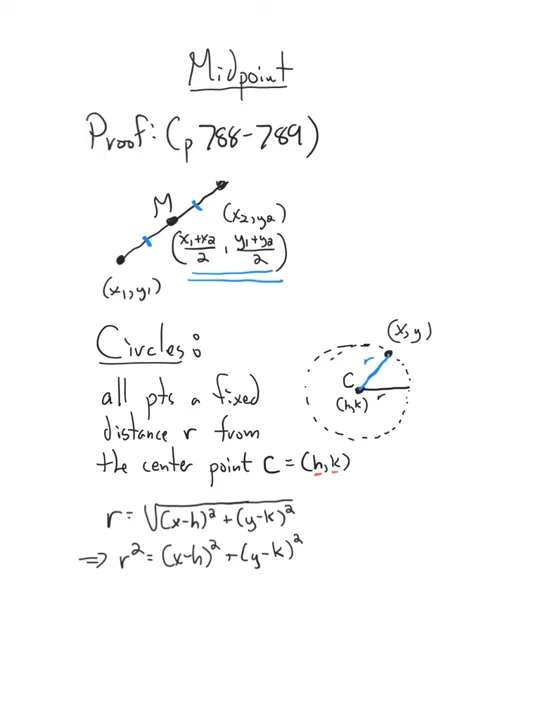 Midpoint
Proof: (p 788-789)
M
(x₂, y₂)
(x₁+x₂/2, y₁+y₂/2)
(x₁, y₁)
Circles:
(x, y)
r
C
(h, k)
r
all pts a fixed
distance r from
the center point C = (h, k)
r = √(x-h)² + (y-k)²
⇒ r² = (x-h)² + (y-k)²